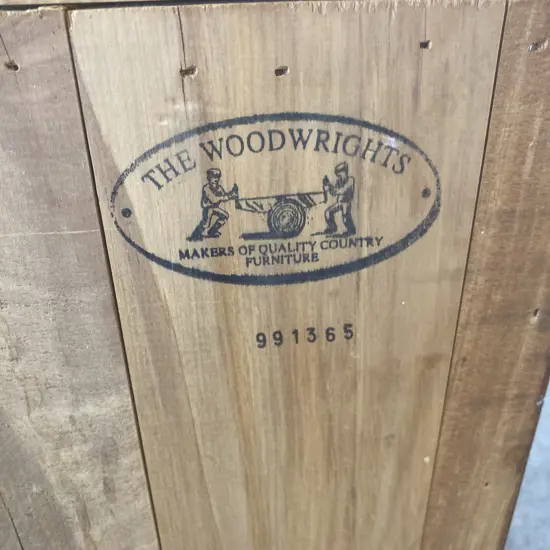 THE WOODWRIGHTS
MAKERS OF QUALITY COUNTRY
FURNITURE
991365